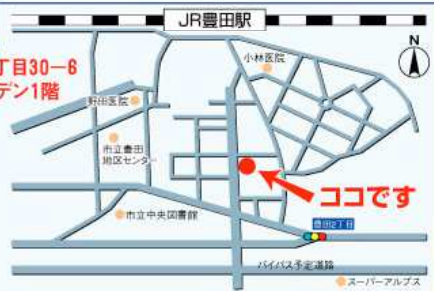 JR豊田駅
N
丁目30ー6
デン1階
小林医院
野田医院
市立豊田
地区センター
ココです
市立中央図書館
豊田2丁目
バイパス予定道路
スーパーアルプス